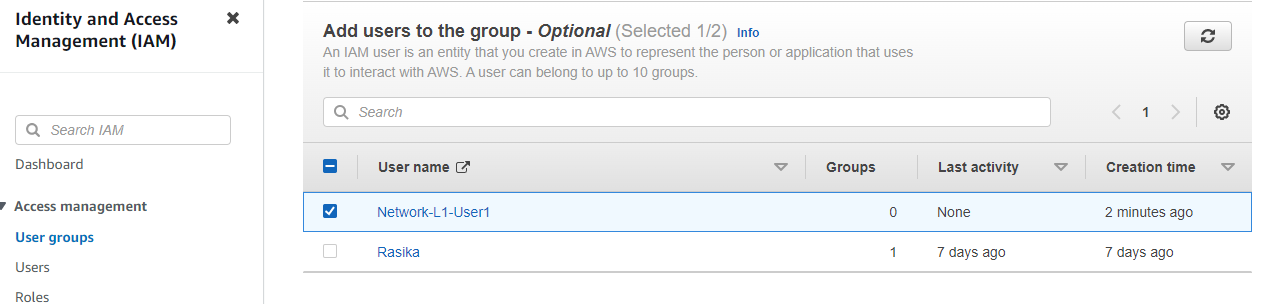 Identity and Access
Management (IAM)
Search IAM
Dashboard
Access management
User groups
Users
Roles
Add users to the group - Optional (Selected 1/2) Info
An IAM user is an entity that you create in AWS to represent the person or application that uses
it to interact with AWS. A user can belong to up to 10 groups.
Search
1
User name Groups Last activity Creation time
Network-L1-User1 0 None 2 minutes ago
Rasika 1 7 days ago 7 days ago